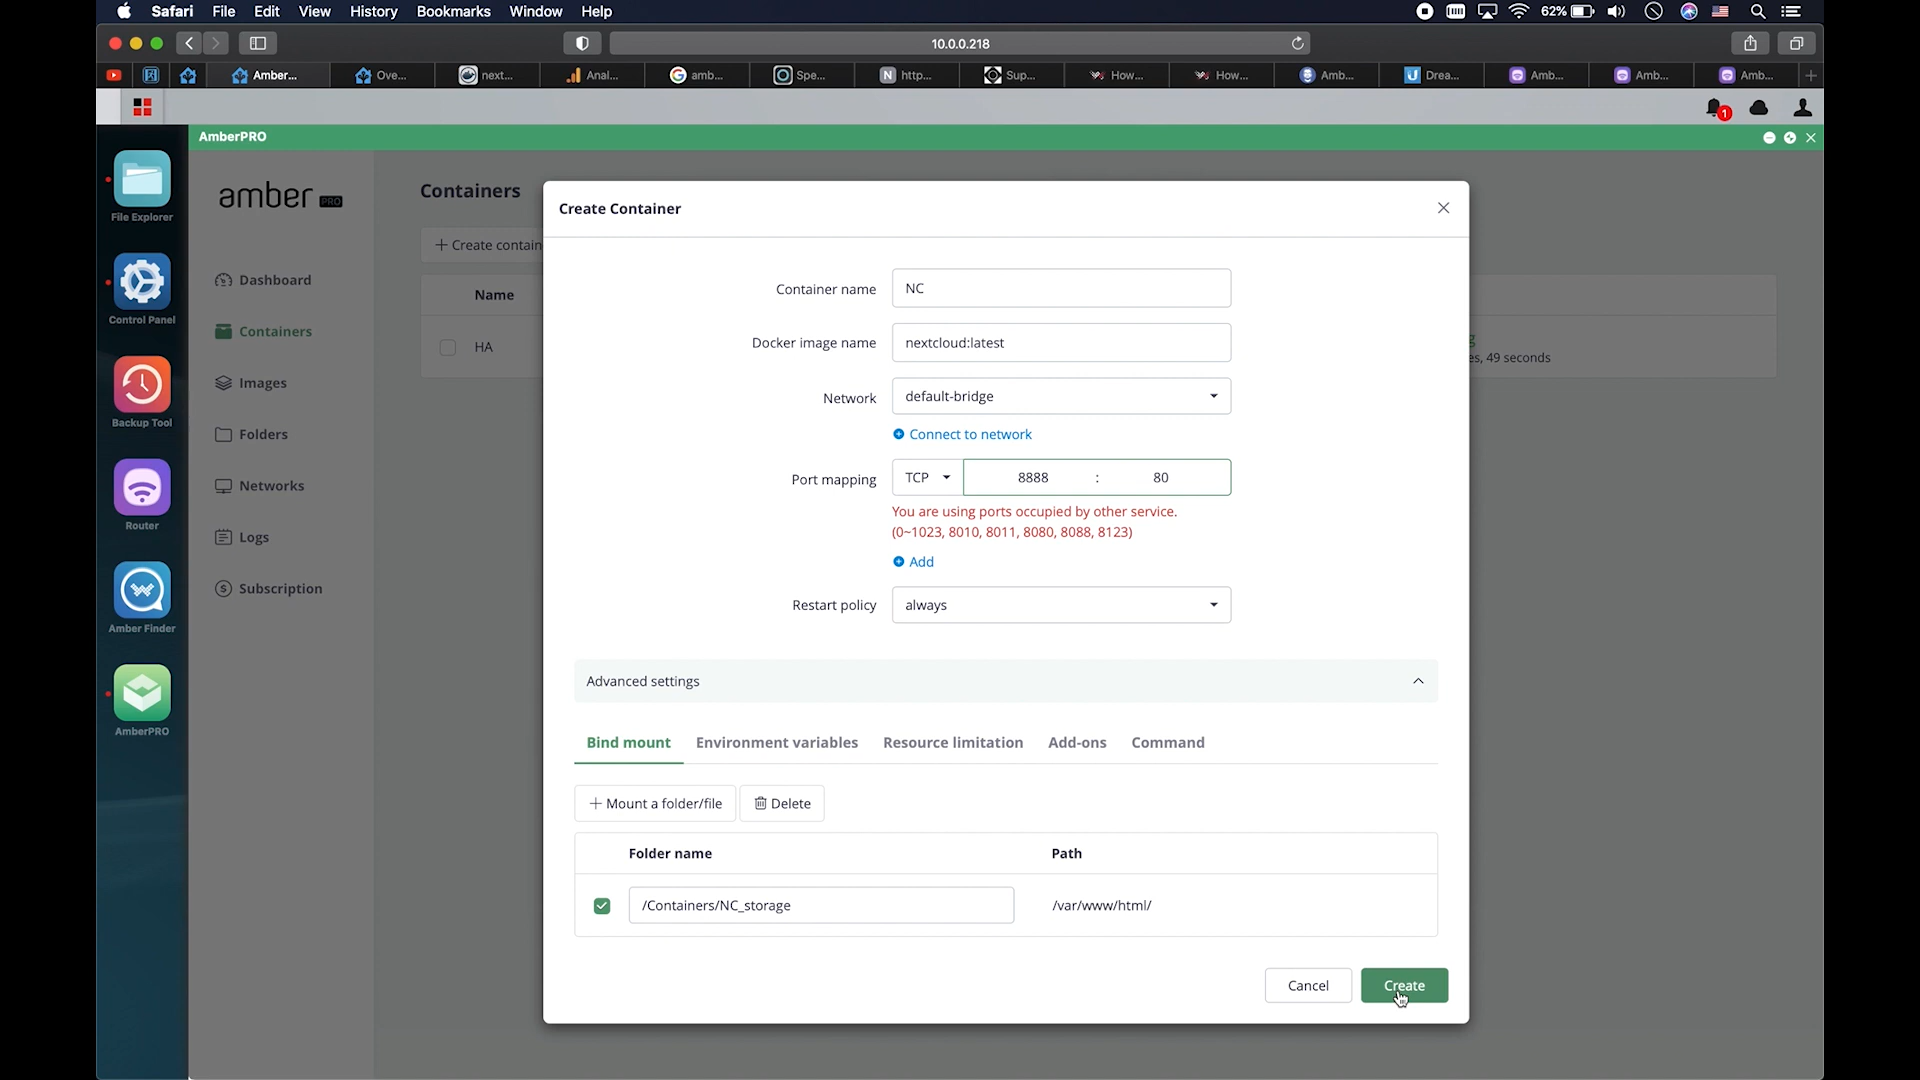 Safari File Edit View History Bookmarks Window Help
62%
10.0.0.218
Amber... Ove... next... Anal... amb... Spe... http... Sup... How... How... Amb... Drea... Amb... Amb... Amb...
1
AmberPRO
File Explorer
Control Panel
Backup Tool
Router
Amber Finder
AmberPRO
amber PRO
Dashboard
Containers
Images
Folders
Networks
Logs
Subscription
Containers
+ Create contain
Name
HA
g
es, 49 seconds
Create Container
Container name NC
Docker image name nextcloud:latest
Network default-bridge
Connect to network
Port mapping TCP 8888 : 80
You are using ports occupied by other service.
(0~1023, 8010, 8011, 8080, 8088, 8123)
Add
Restart policy always
Advanced settings
Bind mount Environment variables Resource limitation Add-ons Command
+ Mount a folder/file Delete
Folder name Path
/Containers/NC_storage /var/www/html/
Cancel Create